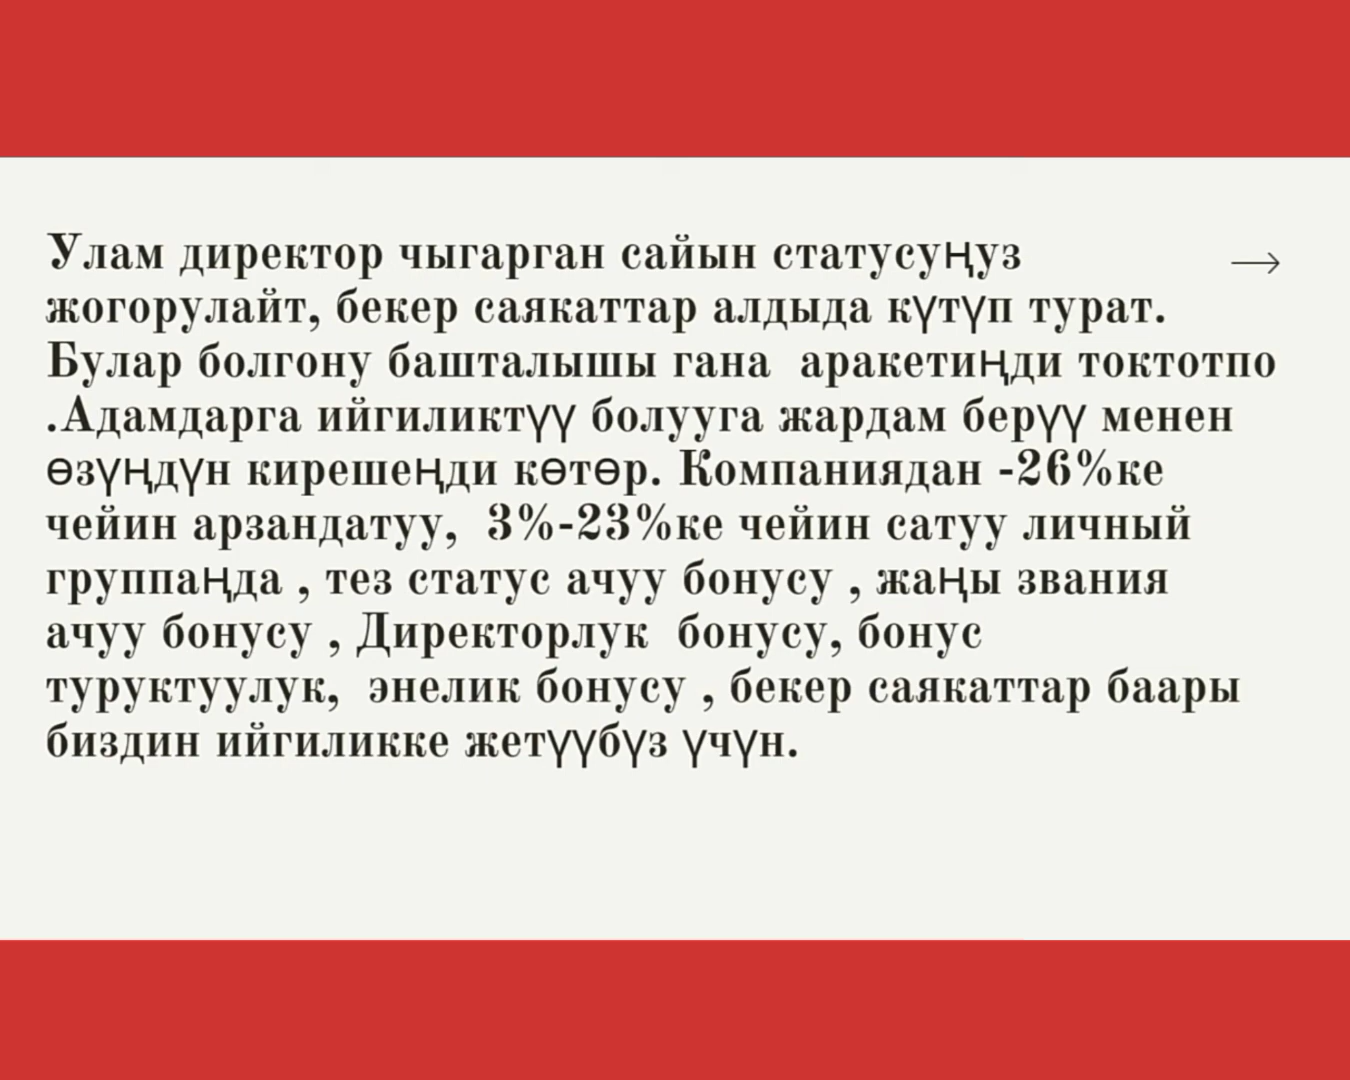 Улам директор чыгарган сайын статусуңуз
жогорулайт, бекер саякаттар алдыда күтүп турат.
Булар болгону башталышы гана  аракетиңди токтотпо
.Адамдарга ийгиликтүү болууга жардам берүү менен
өзүңдүн кирешеңди көтөр. Компаниядан -26%ке
чейин арзандатуу,  3%-23%ке чейин сатуу личный
группаңда , тез статус ачуу бонусу , жаңы звания
ачуу бонусу , Директорлук  бонусу, бонус
туруктуулук,  энелик бонусу , бекер саякаттар баары
биздин ийгиликке жетүүбүз үчүн.